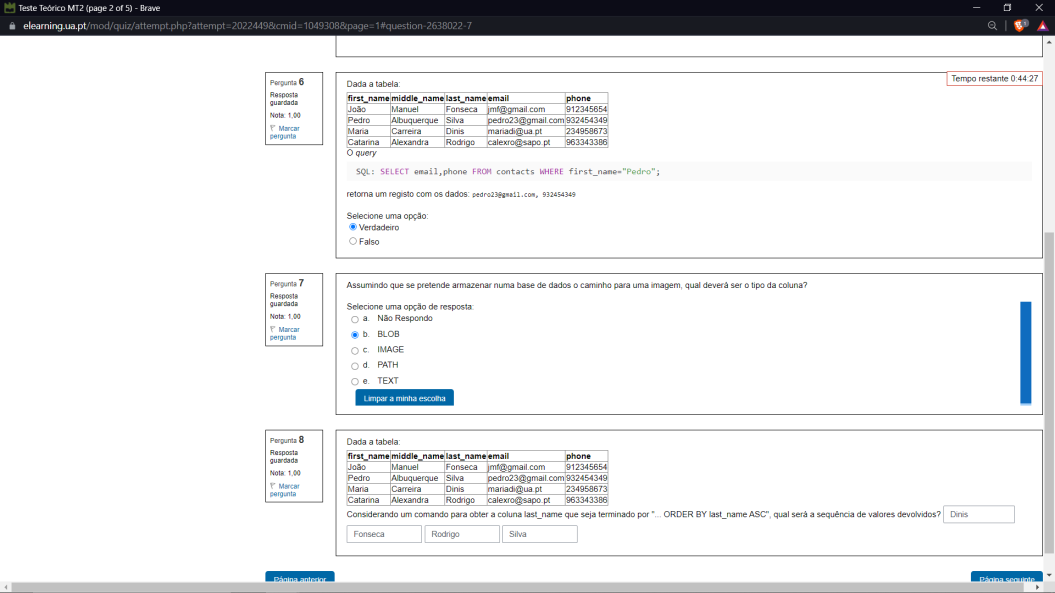 Teste Teórico MT2 (page 2 of 5) - Brave
elearning.ua.pt/mod/quiz/attempt.php?attempt=2022449&cmid=1049308&page=1#question-2638022-7
Tempo restante 0:44:27
Pergunta 6
Resposta
guardada
Nota: 1,00
Marcar
pergunta
Dada a tabela:
first_name middle_name last_name email phone
João Manuel Fonseca jmf@gmail.com 912345654
Pedro Albuquerque Silva pedro23@gmail.com 932454349
Maria Carreira Dinis mariadi@ua.pt 234958673
Catarina Alexandra Rodrigo calexro@sapo.pt 963343386
O query
SQL: SELECT email,phone FROM contacts WHERE first_name="Pedro";
retorna um registo com os dados: pedro23@gmail.com, 932454349
Selecione uma opção:
Verdadeiro
Falso
Pergunta 7
Resposta
guardada
Nota: 1,00
Marcar
pergunta
Assumindo que se pretende armazenar numa base de dados o caminho para uma imagem, qual deverá ser o tipo da coluna?
Selecione uma opção de resposta:
a. Não Respondo
b. BLOB
c. IMAGE
d. PATH
e. TEXT
Limpar a minha escolha
Pergunta 8
Resposta
guardada
Nota: 1,00
Marcar
pergunta
Dada a tabela:
first_name middle_name last_name email phone
João Manuel Fonseca jmf@gmail.com 912345654
Pedro Albuquerque Silva pedro23@gmail.com 932454349
Maria Carreira Dinis mariadi@ua.pt 234958673
Catarina Alexandra Rodrigo calexro@sapo.pt 963343386
Considerando um comando para obter a coluna last_name que seja terminado por "... ORDER BY last_name ASC", qual será a sequência de valores devolvidos? Dinis
Fonseca Rodrigo Silva
Página anterior Página seguinte